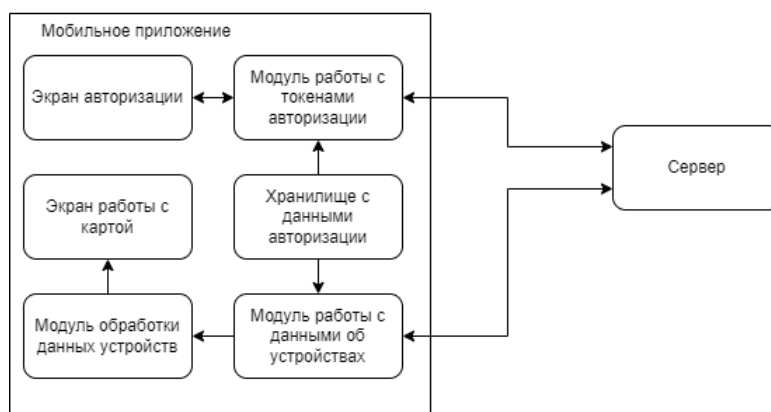 Мобильное приложение
Экран авторизации
Модуль работы с
токенами
авторизации
Сервер
Экран работы с
картой
Хранилище с
данными
авторизации
Модуль обработки
данных устройств
Модуль работы с
данными об
устройствах